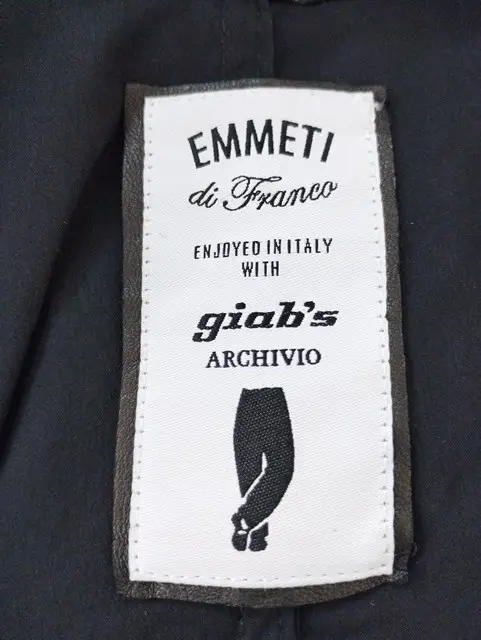 EMMETI
di Franco
ENJOYED IN ITALY
WITH
giab's
ARCHIVIO